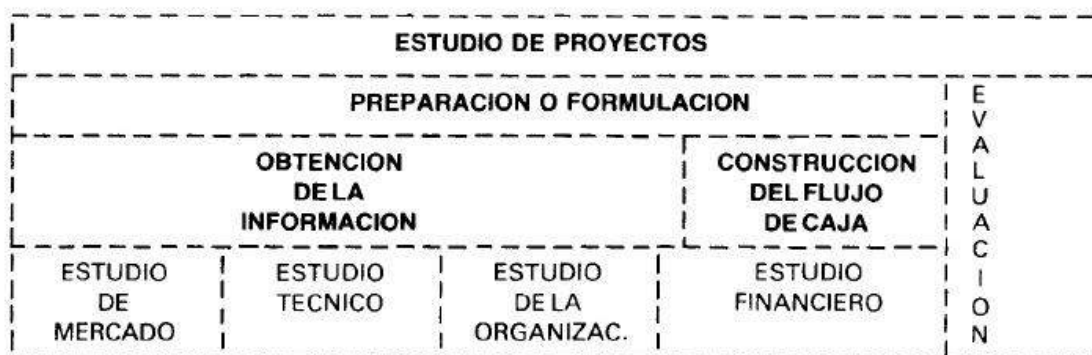 ESTUDIO DE PROYECTOS
PREPARACION O FORMULACION
EVALUACION
OBTENCION
DE LA
INFORMACION
CONSTRUCCION
DEL FLUJO
DE CAJA
ESTUDIO
DE
MERCADO
ESTUDIO
TECNICO
ESTUDIO
DE LA
ORGANIZAC.
ESTUDIO
FINANCIERO